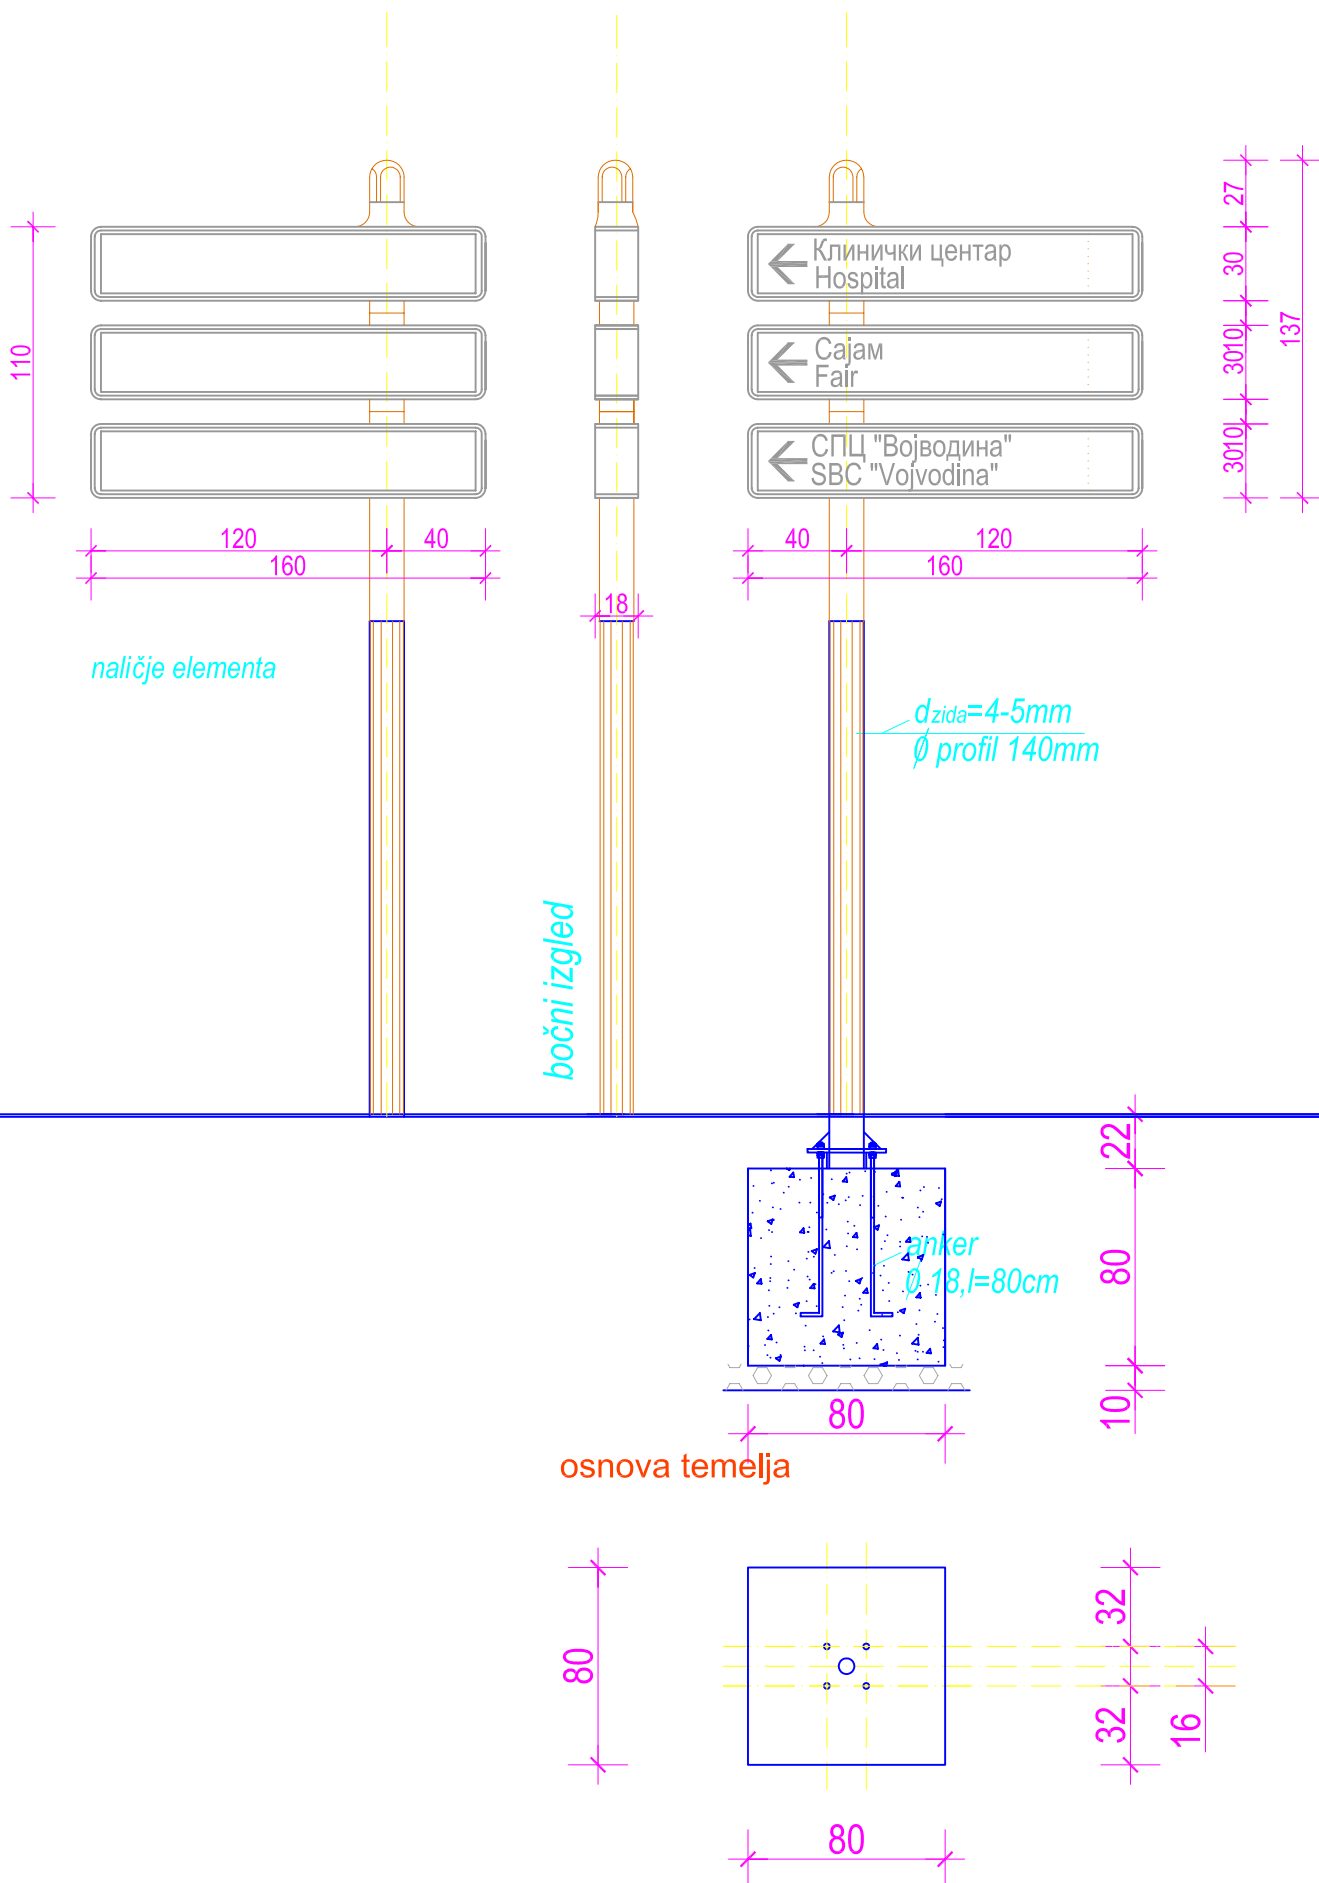 27
30
3010
3010
137
110
Клинички центар
Hospital
Сајам
Fair
СПЦ "Војводина"
SBC "Vojvodina"
120
40
160
18
40
120
160
naličje elementa
dzida=4-5mm
Ø profil 140mm
bočni izgled
22
80
10
anker
Ø 18,l=80cm
80
osnova temelja
80
32
32
16
80